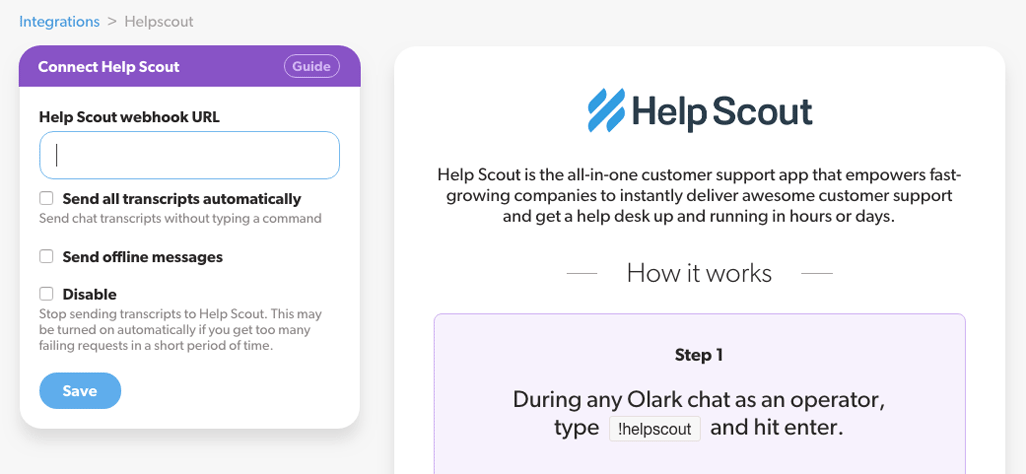 Integrations > Helpscout
Connect Help Scout
Guide
Help Scout webhook URL
Send all transcripts automatically
Send chat transcripts without typing a command
Send offline messages
Disable
Stop sending transcripts to Help Scout. This may
be turned on automatically if you get too many
failing requests in a short period of time.
Save
Help Scout
Help Scout is the all-in-one customer support app that empowers fast-
growing companies to instantly deliver awesome customer support
and get a help desk up and running in hours or days.
How it works
Step 1
During any Olark chat as an operator,
type !helpscout and hit enter.